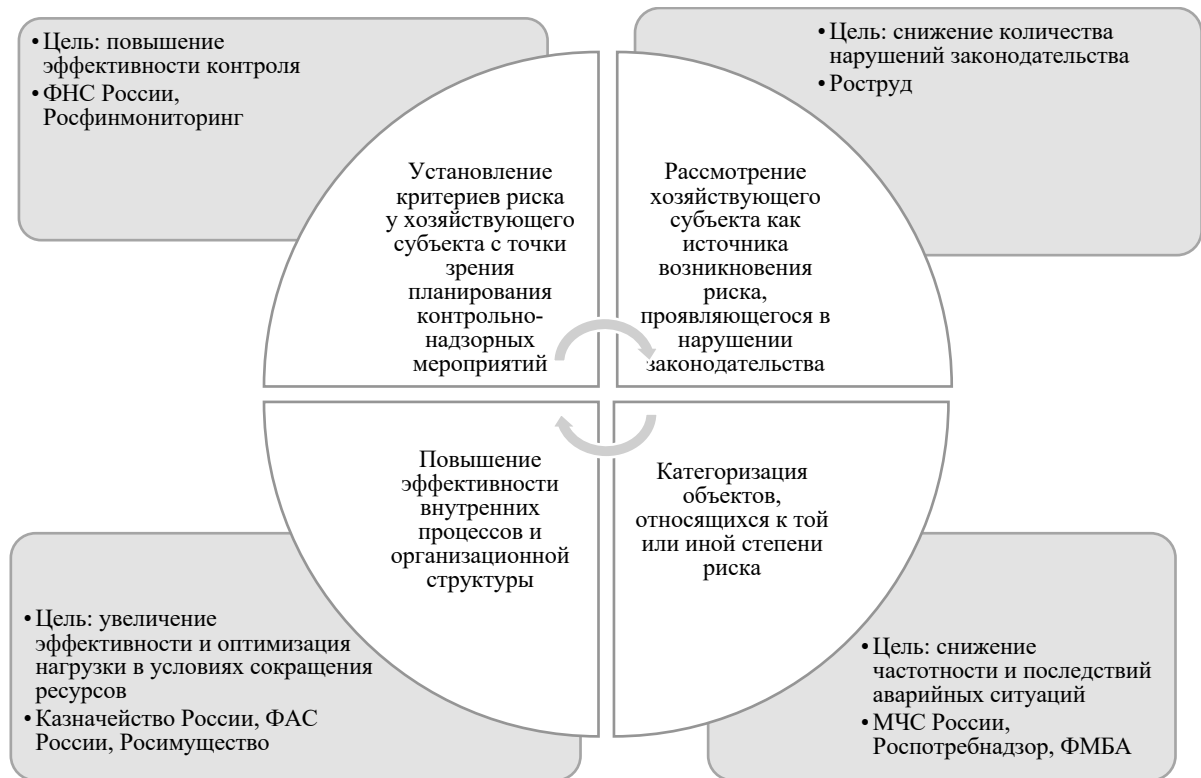 • Цель: повышение
эффективности контроля
• ФНС России,
Росфинмониторинг
• Цель: снижение количества
нарушений законодательства
• Роструд
Установление
критериев риска
у хозяйствующего
субъекта с точки
зрения
планирования
контрольно-
надзорных
мероприятий
Рассмотрение
хозяйствующего
субъекта как
источника
возникновения
риска,
проявляющегося в
нарушении
законодательства
Повышение
эффективности
внутренних
процессов и
организационной
структуры
Категоризация
объектов,
относящихся к той
или иной степени
риска
• Цель: увеличение
эффективности и оптимизация
нагрузки в условиях сокращения
ресурсов
• Казначейство России, ФАС
России, Росимущество
• Цель: снижение
частотности и последствий
аварийных ситуаций
• МЧС России,
Роспотребнадзор, ФМБА